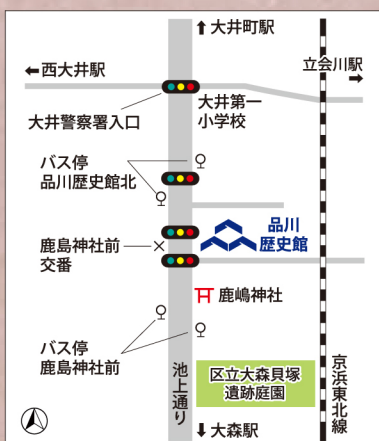 ↑大井町駅
立会川駅
→
←西大井駅
大井警察署入口
大井第一
小学校
バス停
品川歴史館北
品川
歴史館
鹿島神社前
交番
鹿嶋神社
バス停
鹿島神社前
池上通り
区立大森貝塚
遺跡庭園
京浜東北線
↓大森駅